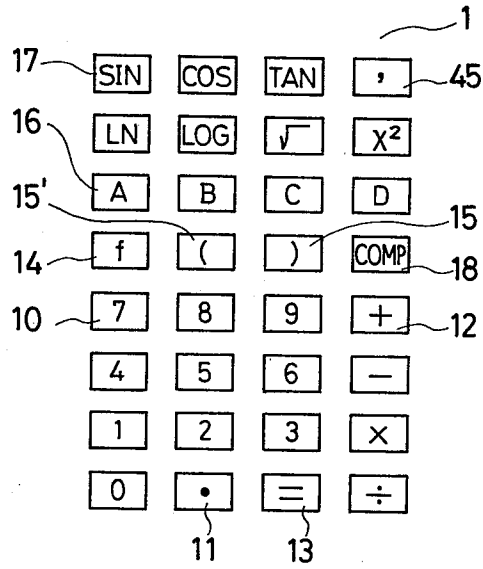 1
17 SIN COS TAN , 45
LN LOG √ X²
16 A B C D
15' 15
14 f ( ) COMP 18
10 7 8 9 + 12
4 5 6 −
1 2 3 ×
0 • = ÷
11 13